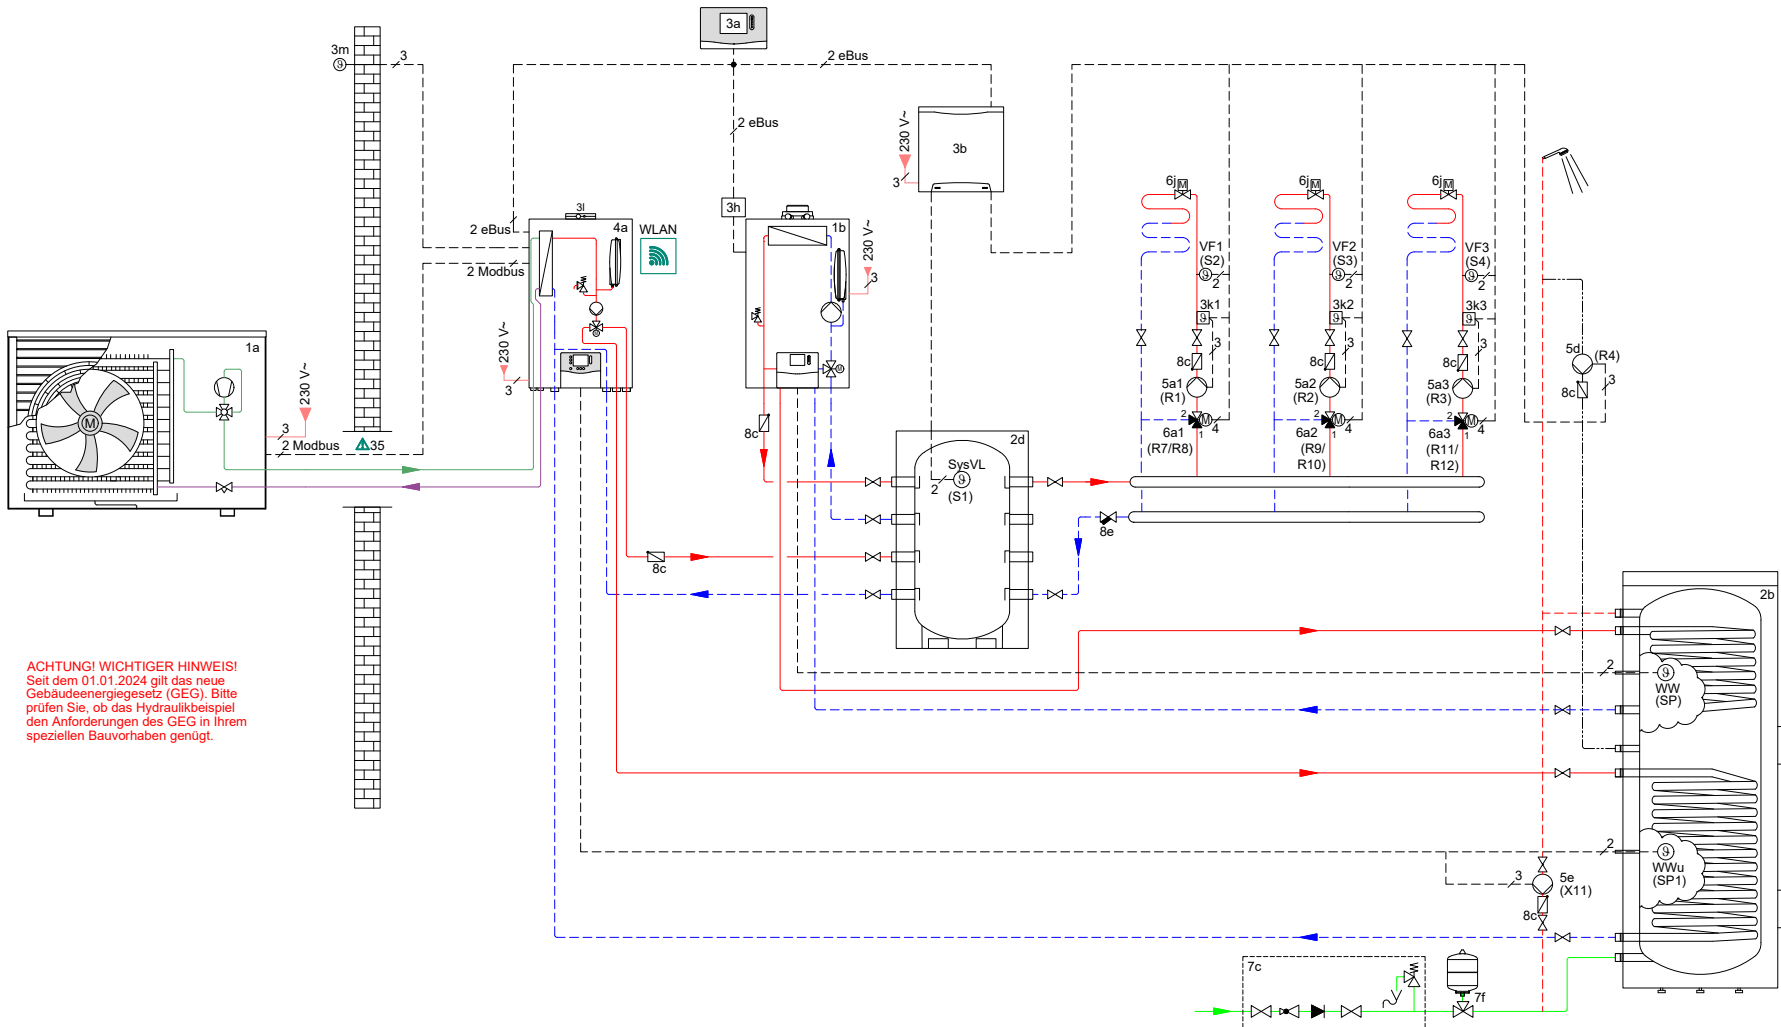 3a
3m
3
2 eBus
2 eBus
230 V~
3
3b
3h
3l
4a
WLAN
1b
230 V~
3
2 eBus
2 Modbus
230 V~
3
6j
6j
6j
VF1
(S2)
2
VF2
(S3)
2
VF3
(S4)
2
3k1
3k2
3k3
3
3
3
8c
8c
8c
5a1
(R1)
5a2
(R2)
5a3
(R3)
2
M
4
1
2
M
4
1
2
M
4
1
6a1
(R7/R8)
6a2
(R9/
R10)
6a3
(R11/
R12)
5d
(R4)
8c
3
1a
M
230 V~
3
2 Modbus
35
8c
2d
SysVL
2
(S1)
8e
8c
2b
2
WW
(SP)
2
WWu
(SP1)
3
5e
(X11)
8c
7c
7f
ACHTUNG! WICHTIGER HINWEIS!
Seit dem 01.01.2024 gilt das neue
Gebäudeenergiegesetz (GEG). Bitte
prüfen Sie, ob das Hydraulikbeispiel
den Anforderungen des GEG in Ihrem
speziellen Bauvorhaben genügt.